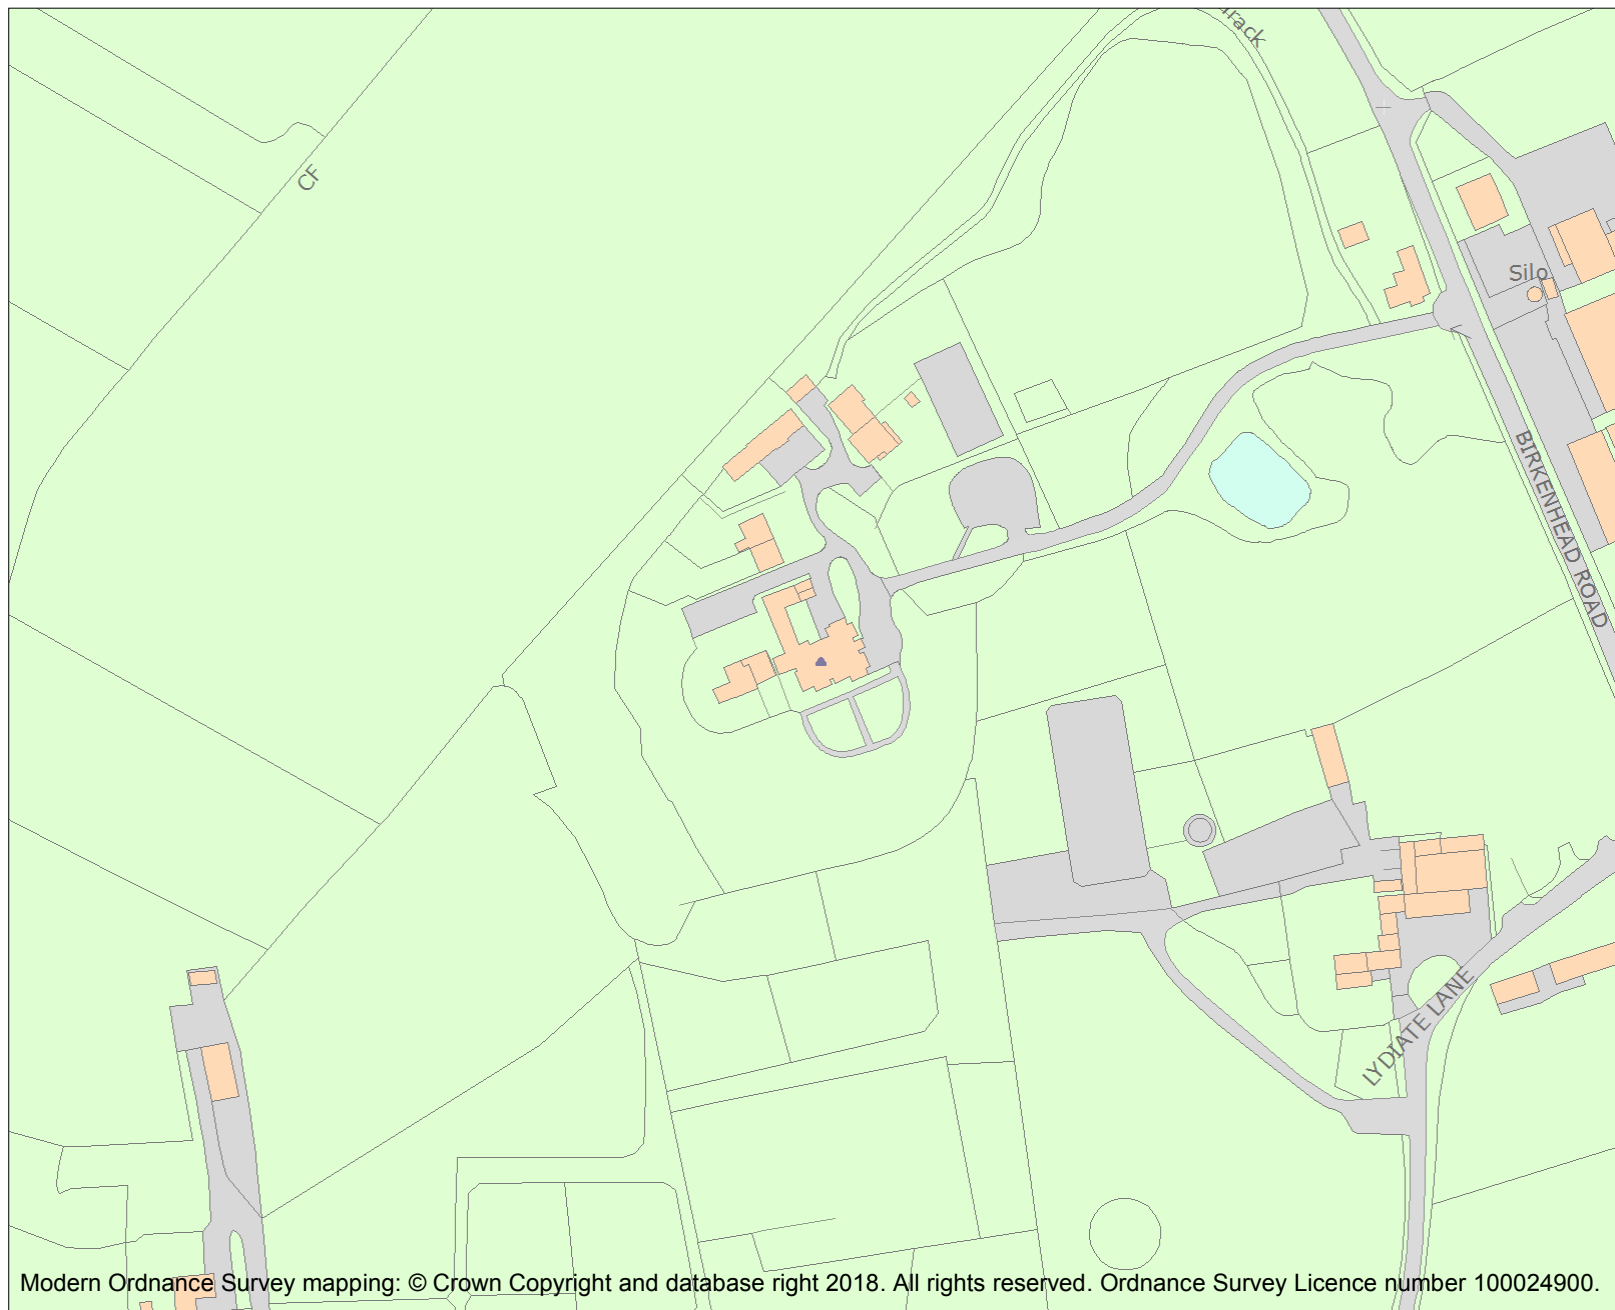 Track
CF
Silo
BIRKENHEAD ROAD
LYDIATE LANE
Modern Ordnance Survey mapping: © Crown Copyright and database right 2018. All rights reserved. Ordnance Survey Licence number 100024900.